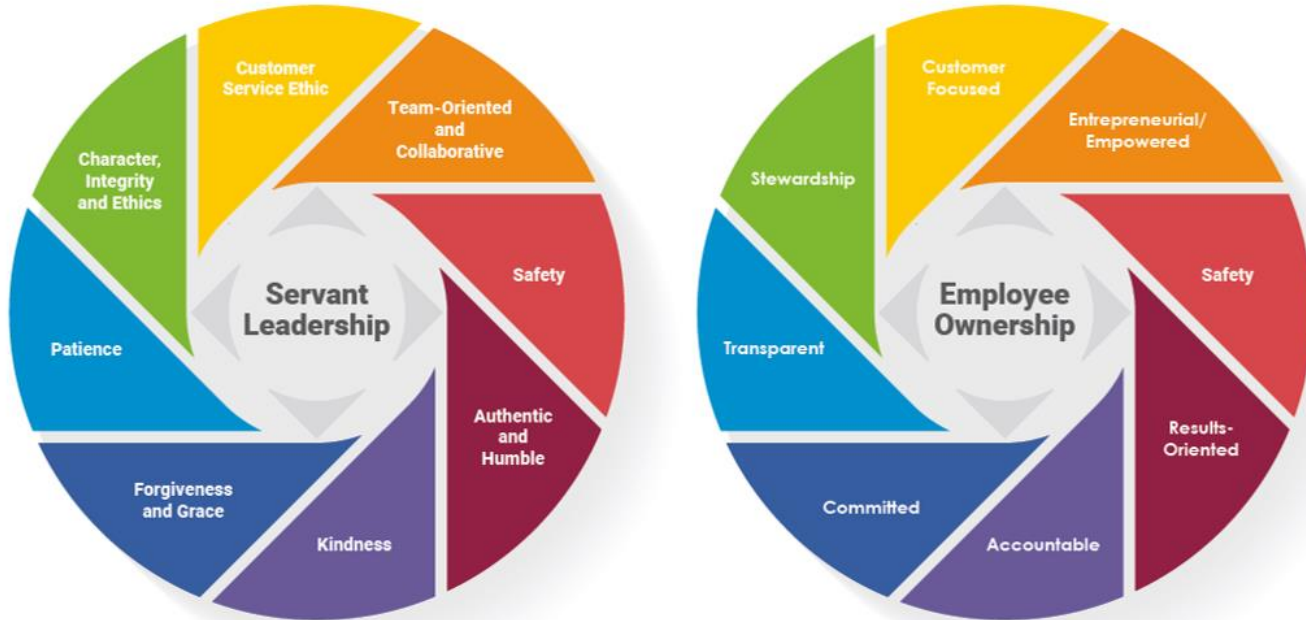 Customer
Service Ethic
Team-Oriented
and
Collaborative
Safety
Authentic
and
Humble
Kindness
Forgiveness
and Grace
Patience
Character,
Integrity
and Ethics
Servant
Leadership
Customer
Focused
Entrepreneurial/
Empowered
Safety
Results-
Oriented
Accountable
Committed
Transparent
Stewardship
Employee
Ownership